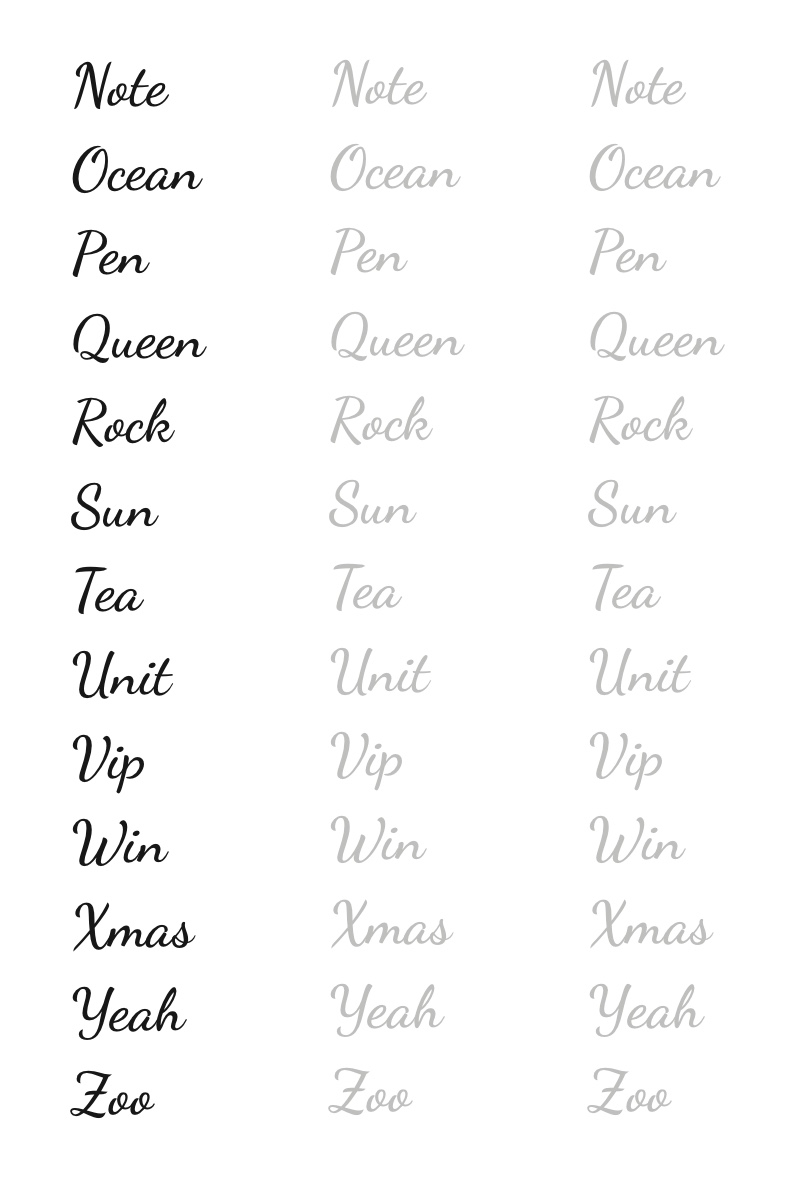 Note Note Note
Ocean Ocean Ocean
Pen Pen Pen
Queen Queen Queen
Rock Rock Rock
Sun Sun Sun
Tea Tea Tea
Unit Unit Unit
Vip Vip Vip
Win Win Win
Xmas Xmas Xmas
Yeah Yeah Yeah
Zoo Zoo Zoo